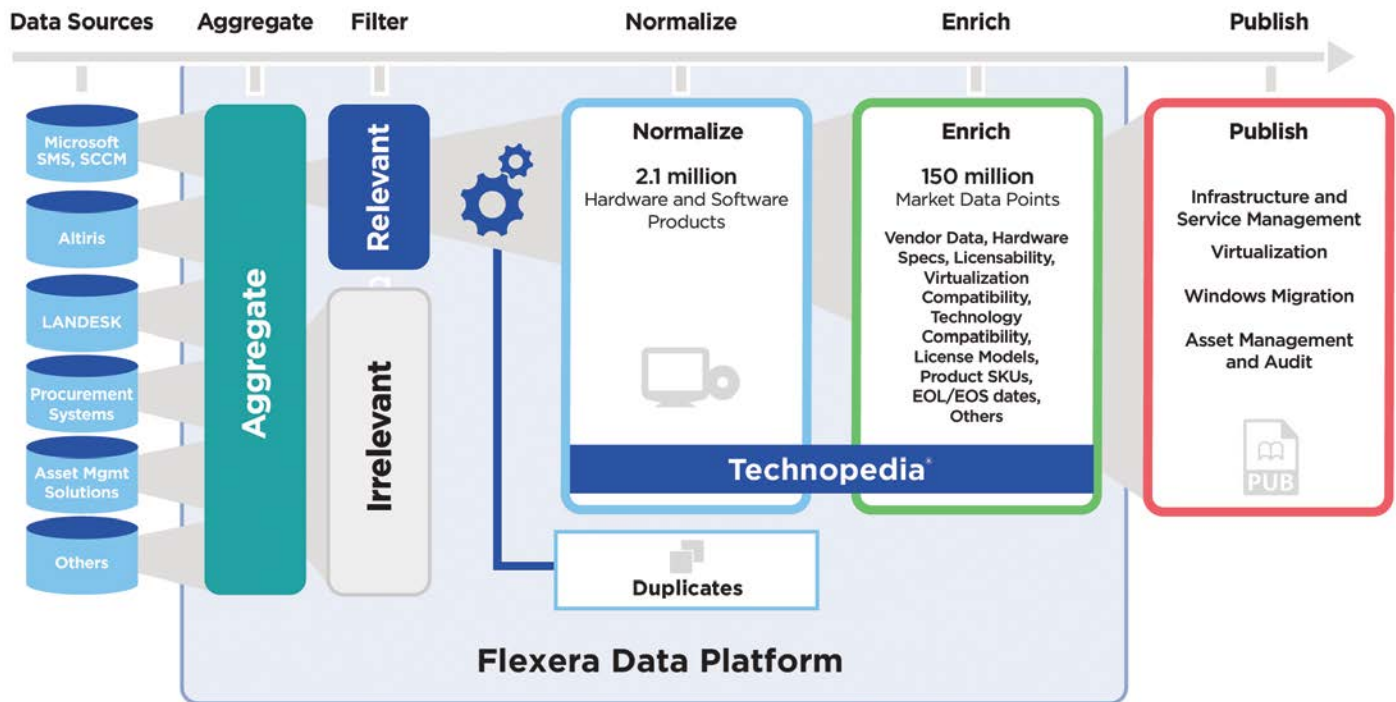 Data Sources
Aggregate
Filter
Normalize
Enrich
Publish
Microsoft
SMS, SCCM
Altiris
LANDESK
Procurement
Systems
Asset Mgmt
Solutions
Others
Aggregate
Relevant
Irrelevant
Normalize
2.1 million
Hardware and Software
Products
Enrich
150 million
Market Data Points
Vendor Data, Hardware
Specs, Licensability,
Virtualization
Compatibility,
Technology
Compatibility,
License Models,
Product SKUs,
EOL/EOS dates,
Others
Technopedia®
Duplicates
Publish
Infrastructure and
Service Management
Virtualization
Windows Migration
Asset Management
and Audit
PUB
Flexera Data Platform